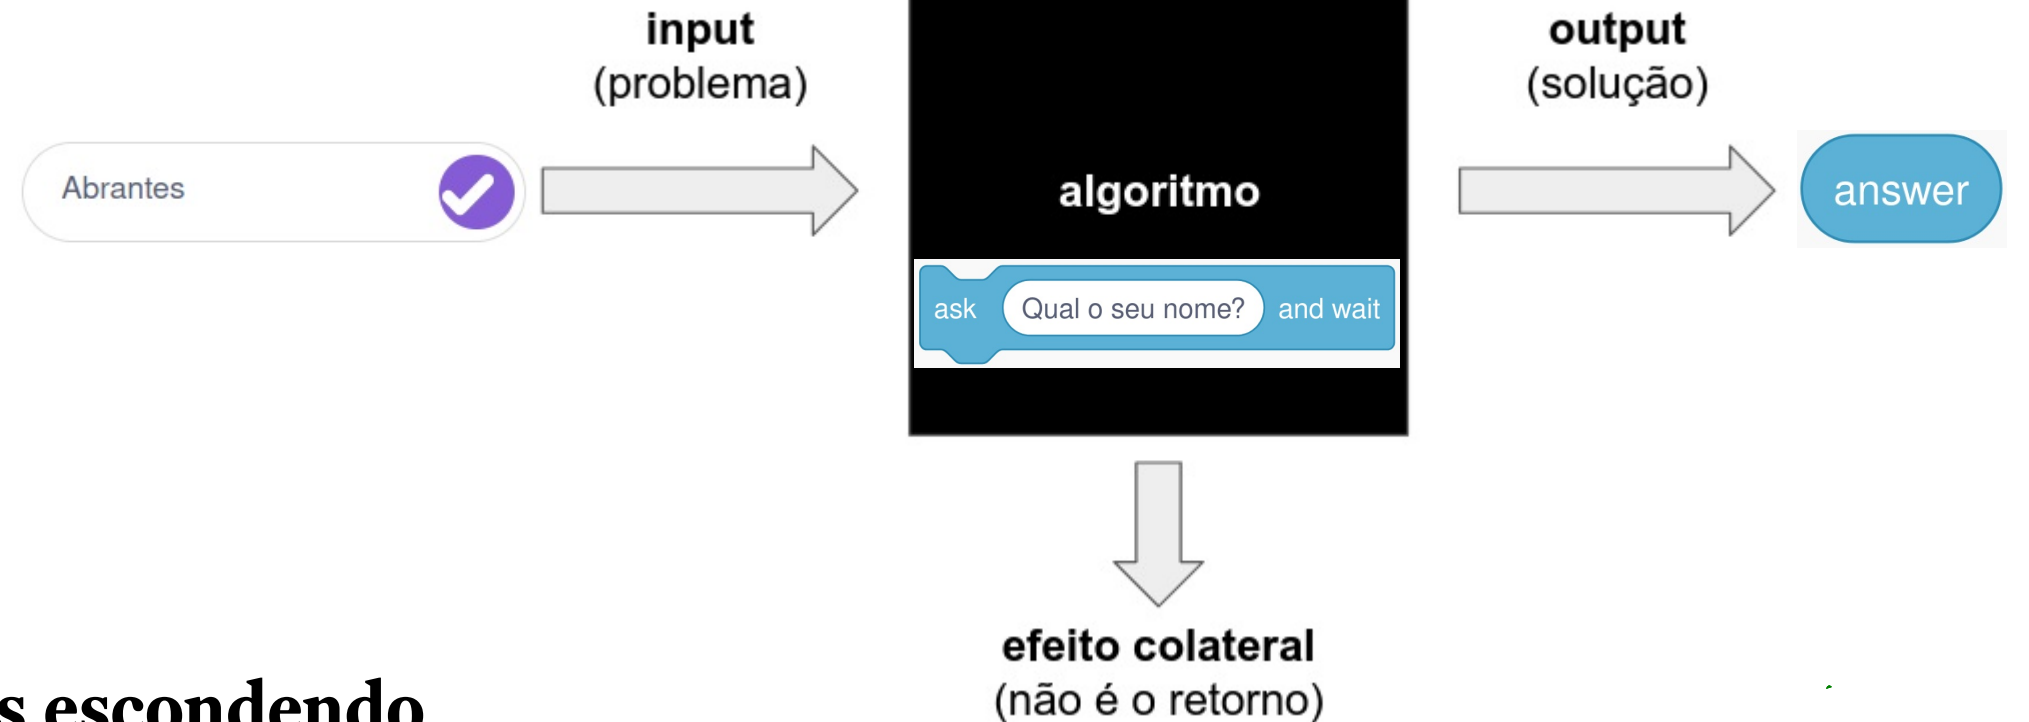 input
(problema)
output
(solução)
Abrantes
algoritmo
answer
ask Qual o seu nome? and wait
efeito colateral
(não é o retorno)
s escondendo